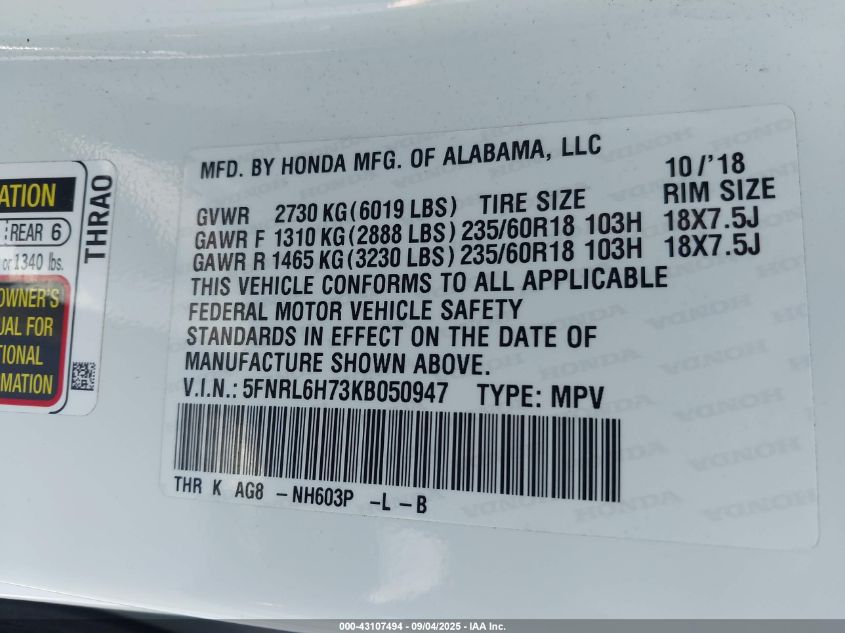 MFD. BY HONDA MFG. OF ALABAMA, LLC 10/'18
GVWR 2730 KG (6019 LBS) TIRE SIZE RIM SIZE
GAWR F 1310 KG (2888 LBS) 235/60R18 103H 18X7.5J
GAWR R 1465 KG (3230 LBS) 235/60R18 103H 18X7.5J
THIS VEHICLE CONFORMS TO ALL APPLICABLE
FEDERAL MOTOR VEHICLE SAFETY
STANDARDS IN EFFECT ON THE DATE OF
MANUFACTURE SHOWN ABOVE.
V.I.N.: 5FNRL6H73KB050947 TYPE: MPV
THR K AG8 -NH603P -L -B
ATION
REAR 6
or 1340 lbs.
OWNER'S
UAL FOR
TIONAL
MATION
THRA0
000-43107494 - 09/04/2025 - IAA Inc.